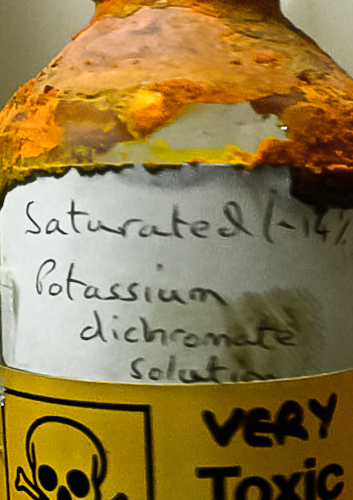 Saturated (~14%
Potassium
dichromate
solution
VERY
Toxic